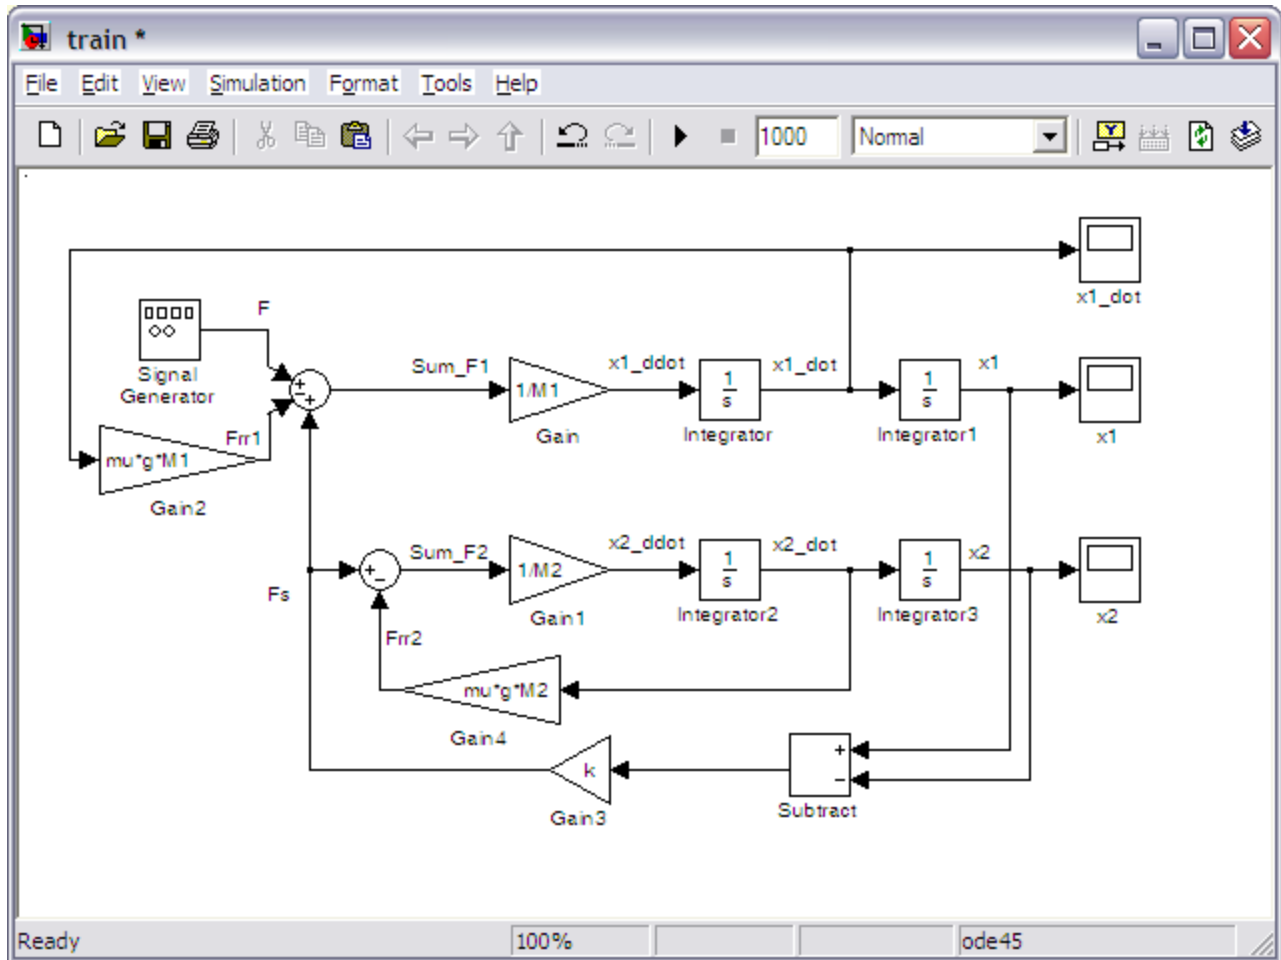 train *
File Edit View Simulation Format Tools Help
1000 Normal
x1_dot
F
Signal
Generator
+
−
+
Sum_F1
1/M1
Gain
x1_ddot
1
s
Integrator
x1_dot
1
s
Integrator1
x1
x1
Frr1
mu*g*M1
Gain2
Fs
+
−
Sum_F2
1/M2
Gain1
x2_ddot
1
s
Integrator2
x2_dot
1
s
Integrator3
x2
x2
Frr2
mu*g*M2
Gain4
k
Gain3
+
−
Subtract
Ready 100% ode45